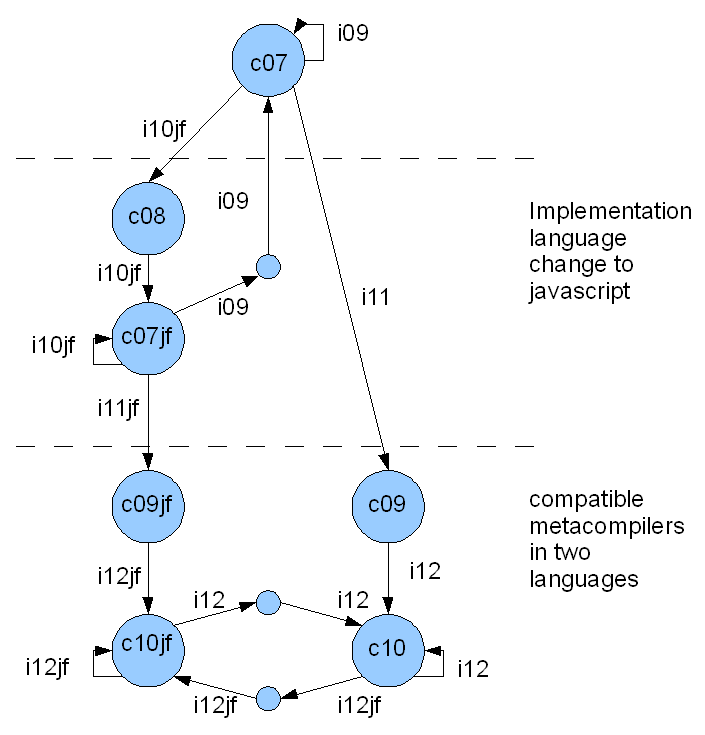 i09
c07
i10jf
c08
i09
Implementation
language
change to
javascript
i10jf
i09
i11
c07jf
i10jf
i11jf
c09jf
c09
compatible
metacompilers
in two
languages
i12jf
i12
i12
i12
c10jf
c10
i12jf
i12
i12jf
i12jf